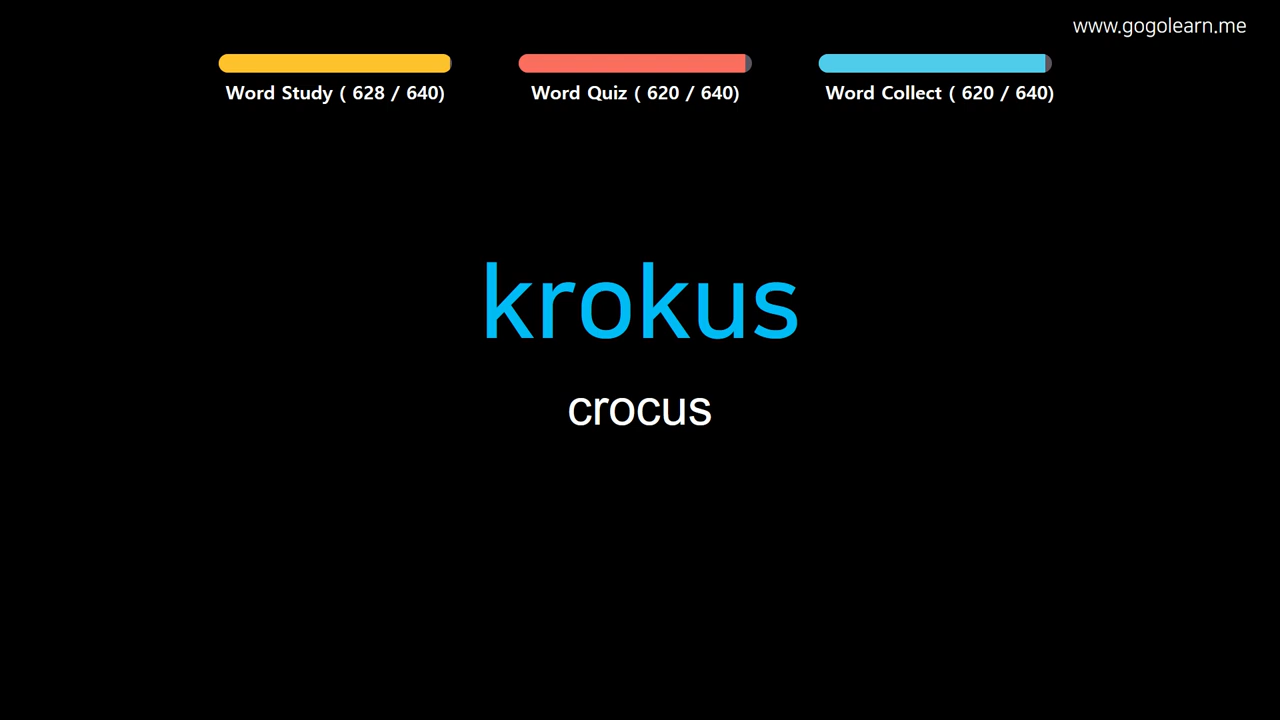 www.gogolearn.me
Word Study ( 628 / 640)
Word Quiz ( 620 / 640)
Word Collect ( 620 / 640)
krokus
crocus